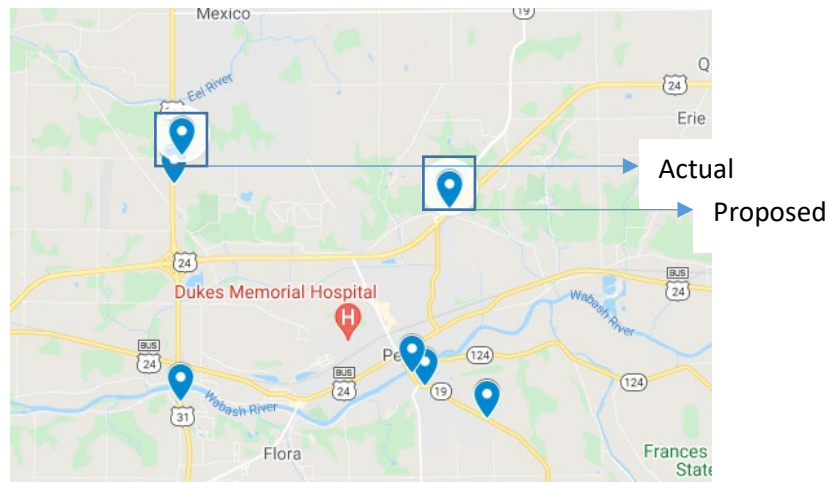 Mexico
19
Eel River
24
Q
Erie
Actual
Proposed
24
Dukes Memorial Hospital
H
BUS
24
Wabash River
Pe
124
BUS
24
BUS
24
19
124
31
Wabash River
Flora
Frances
State